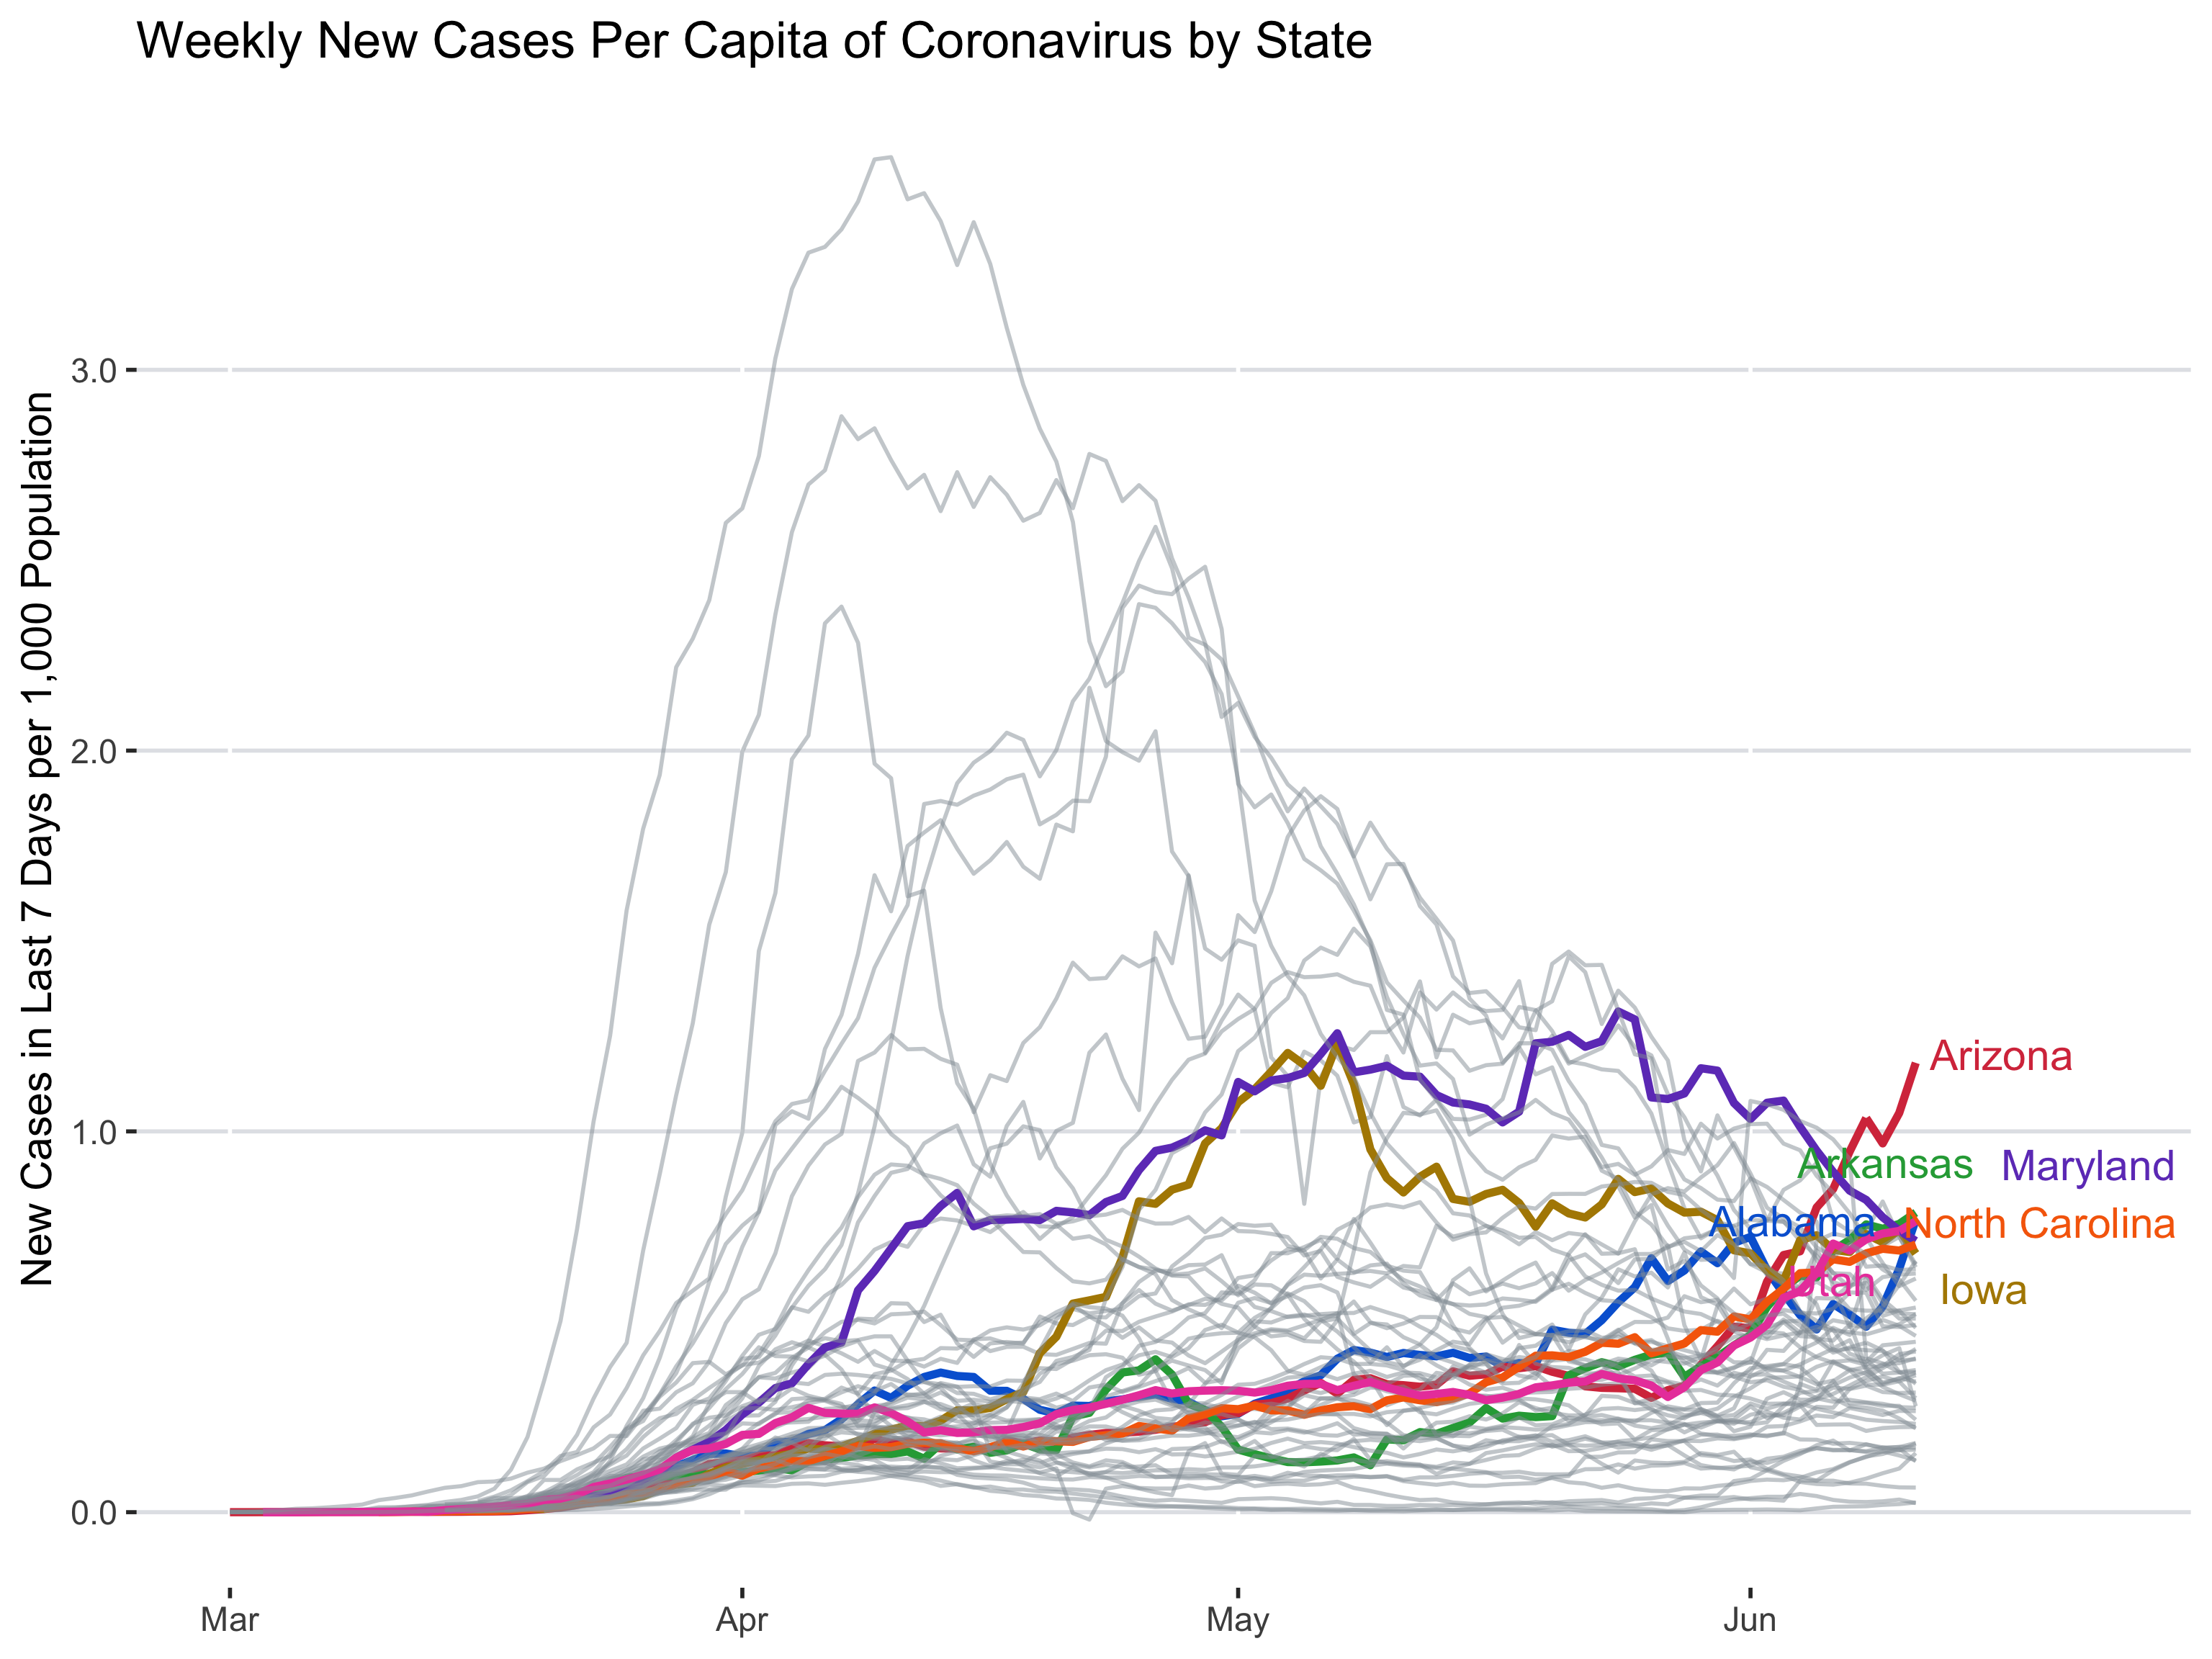 Weekly New Cases Per Capita of Coronavirus by State
New Cases in Last 7 Days per 1,000 Population
3.0
2.0
1.0
0.0
Arizona
Arkansas
Maryland
Alabama
North Carolina
Utah
Iowa
Mar
Apr
May
Jun